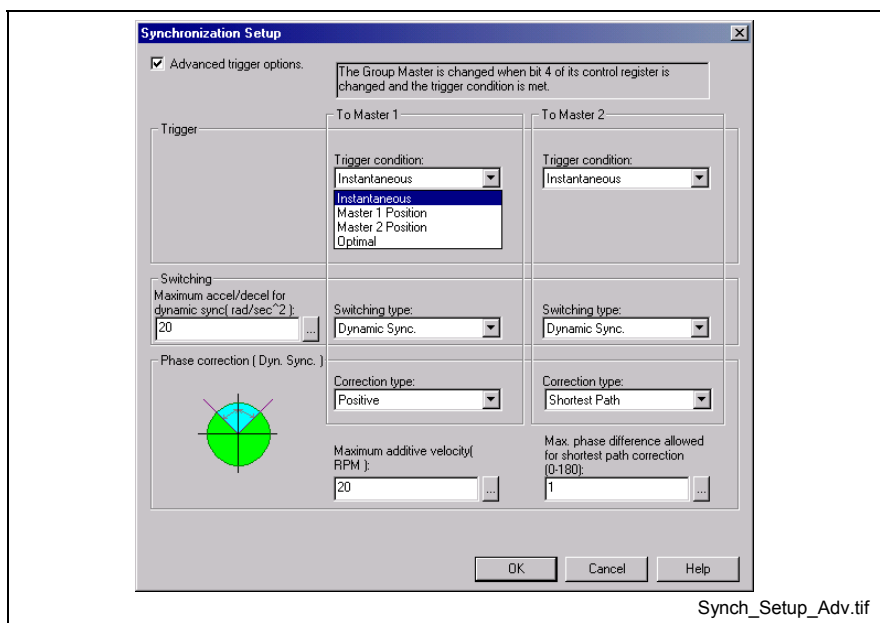 Synchronization Setup
Advanced trigger options.
The Group Master is changed when bit 4 of its control register is
changed and the trigger condition is met.
To Master 1
To Master 2
Trigger
Trigger condition:
Trigger condition:
Instantaneous
Instantaneous
Instantaneous
Master 1 Position
Master 2 Position
Optimal
Switching
Maximum accel/decel for
dynamic sync( rad/sec^2 ):
20
...
Switching type:
Switching type:
Dynamic Sync.
Dynamic Sync.
Phase correction ( Dyn. Sync. )
Correction type:
Correction type:
Positive
Shortest Path
Maximum additive velocity(
RPM ):
20
...
Max. phase difference allowed
for shortest path correction
(0-180):
1
...
OK
Cancel
Help
Synch_Setup_Adv.tif